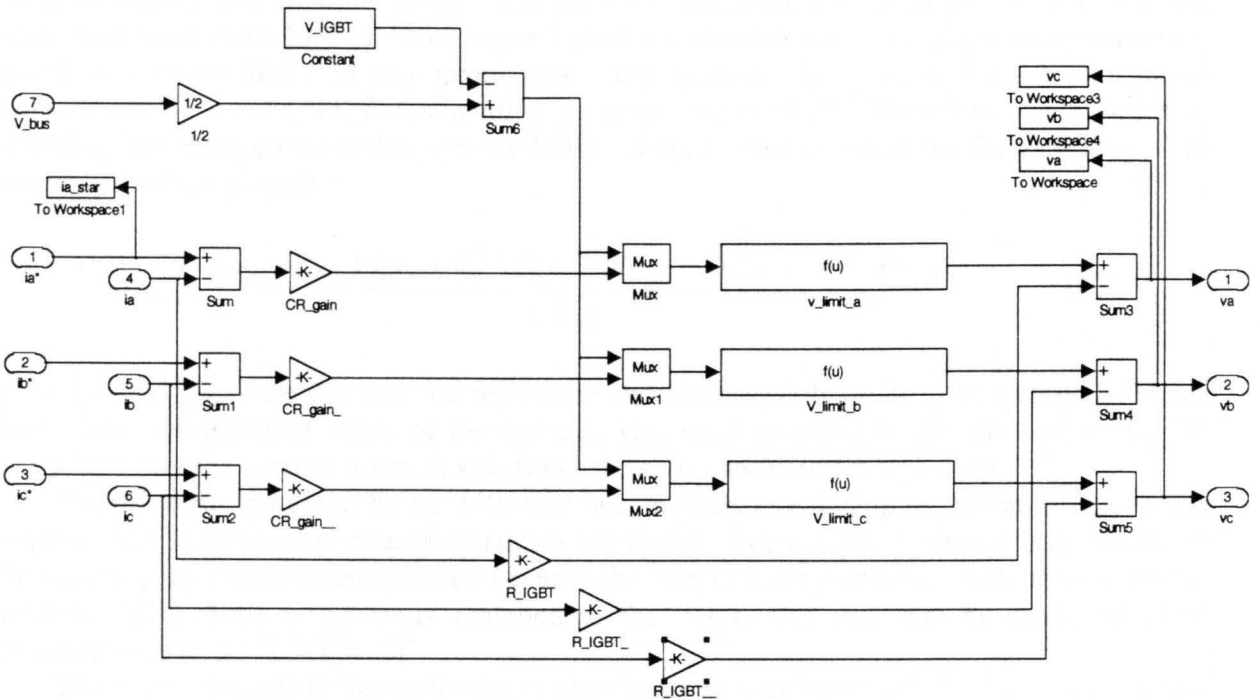 V_IGBT
Constant
7
V_bus
1/2
1/2
−
+
Sum6
vc
To Workspace3
vb
To Workspace4
va
To Workspace
ia_star
To Workspace1
1
ia*
4
ia
+
−
Sum
-K-
CR_gain
Mux
Mux
f(u)
v_limit_a
+
−
Sum3
1
va
2
ib*
5
ib
+
−
Sum1
-K-
CR_gain_
Mux
Mux1
f(u)
V_limit_b
+
−
Sum4
2
vb
3
ic*
6
ic
+
−
Sum2
-K-
CR_gain__
Mux
Mux2
f(u)
V_limit_c
+
−
Sum5
3
vc
-K-
R_IGBT
-K-
R_IGBT_
-K-
R_IGBT__